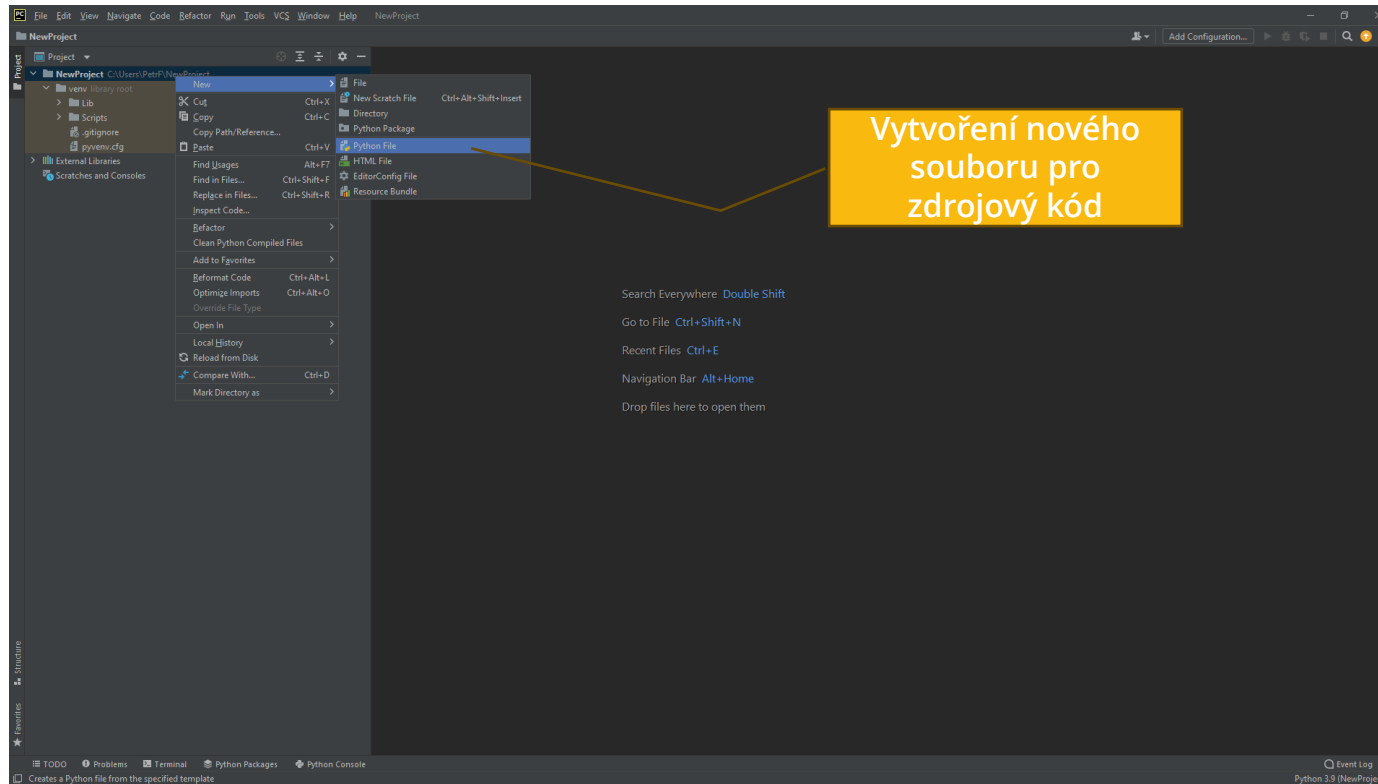 PC File Edit View Navigate Code Refactor Run Tools VCS Window Help NewProject
NewProject
Add Configuration...
Project
Project
NewProject C:\Users\PetrF\NewProject
venv library root
Lib
Scripts
.gitignore
pyvenv.cfg
External Libraries
Scratches and Consoles
New
Cut Ctrl+X
Copy Ctrl+C
Copy Path/Reference...
Paste Ctrl+V
Find Usages Alt+F7
Find in Files... Ctrl+Shift+F
Replace in Files... Ctrl+Shift+R
Inspect Code...
Refactor
Clean Python Compiled Files
Add to Favorites
Reformat Code Ctrl+Alt+L
Optimize Imports Ctrl+Alt+O
Override File Type
Open In
Local History
Reload from Disk
Compare With... Ctrl+D
Mark Directory as
File
New Scratch File Ctrl+Alt+Shift+Insert
Directory
Python Package
Python File
HTML File
EditorConfig File
Resource Bundle
Vytvoření nového
souboru pro
zdrojový kód
Search Everywhere Double Shift
Go to File Ctrl+Shift+N
Recent Files Ctrl+E
Navigation Bar Alt+Home
Drop files here to open them
Structure
Favorites
TODO Problems Terminal Python Packages Python Console Event Log
Creates a Python file from the specified template Python 3.9 (NewProje